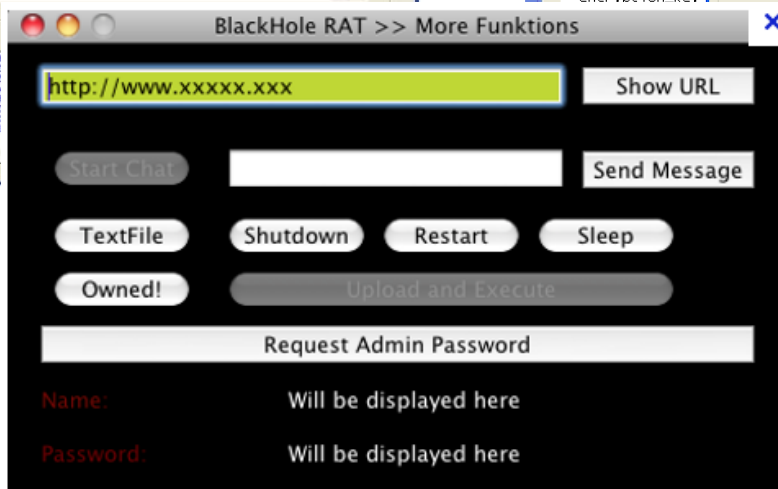 BlackHole RAT >> More Funktions
http://www.xxxxx.xxx Show URL
Start Chat Send Message
TextFile Shutdown Restart Sleep
Owned! Upload and Execute
Request Admin Password
Name: Will be displayed here
Password: Will be displayed here